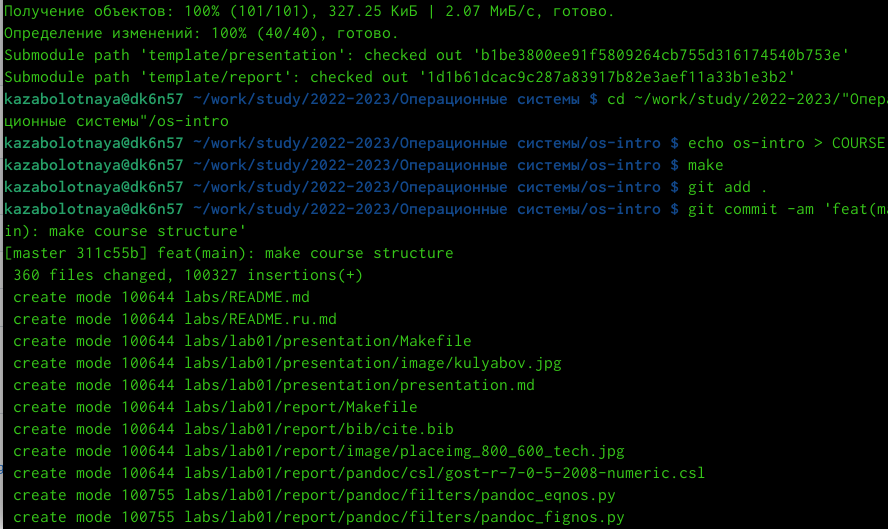 Получение объектов: 100% (101/101), 327.25 КиБ | 2.07 МиБ/с, готово.
Определение изменений: 100% (40/40), готово.
Submodule path 'template/presentation': checked out 'b1be3800ee91f5809264cb755d316174540b753e'
Submodule path 'template/report': checked out '1d1b61dcac9c287a83917b82e3aef11a33b1e3b2'
kazabolotnaya@dk6n57 ~/work/study/2022-2023/Операционные системы $ cd ~/work/study/2022-2023/"Опера
ционные системы"/os-intro
kazabolotnaya@dk6n57 ~/work/study/2022-2023/Операционные системы/os-intro $ echo os-intro > COURSE
kazabolotnaya@dk6n57 ~/work/study/2022-2023/Операционные системы/os-intro $ make
kazabolotnaya@dk6n57 ~/work/study/2022-2023/Операционные системы/os-intro $ git add .
kazabolotnaya@dk6n57 ~/work/study/2022-2023/Операционные системы/os-intro $ git commit -am 'feat(ma
in): make course structure'
[master 311c55b] feat(main): make course structure
360 files changed, 100327 insertions(+)
create mode 100644 labs/README.md
create mode 100644 labs/README.ru.md
create mode 100644 labs/lab01/presentation/Makefile
create mode 100644 labs/lab01/presentation/image/kulyabov.jpg
create mode 100644 labs/lab01/presentation/presentation.md
create mode 100644 labs/lab01/report/Makefile
create mode 100644 labs/lab01/report/bib/cite.bib
create mode 100644 labs/lab01/report/image/placeimg_800_600_tech.jpg
create mode 100644 labs/lab01/report/pandoc/csl/gost-r-7-0-5-2008-numeric.csl
create mode 100755 labs/lab01/report/pandoc/filters/pandoc_eqnos.py
create mode 100755 labs/lab01/report/pandoc/filters/pandoc_fignos.py